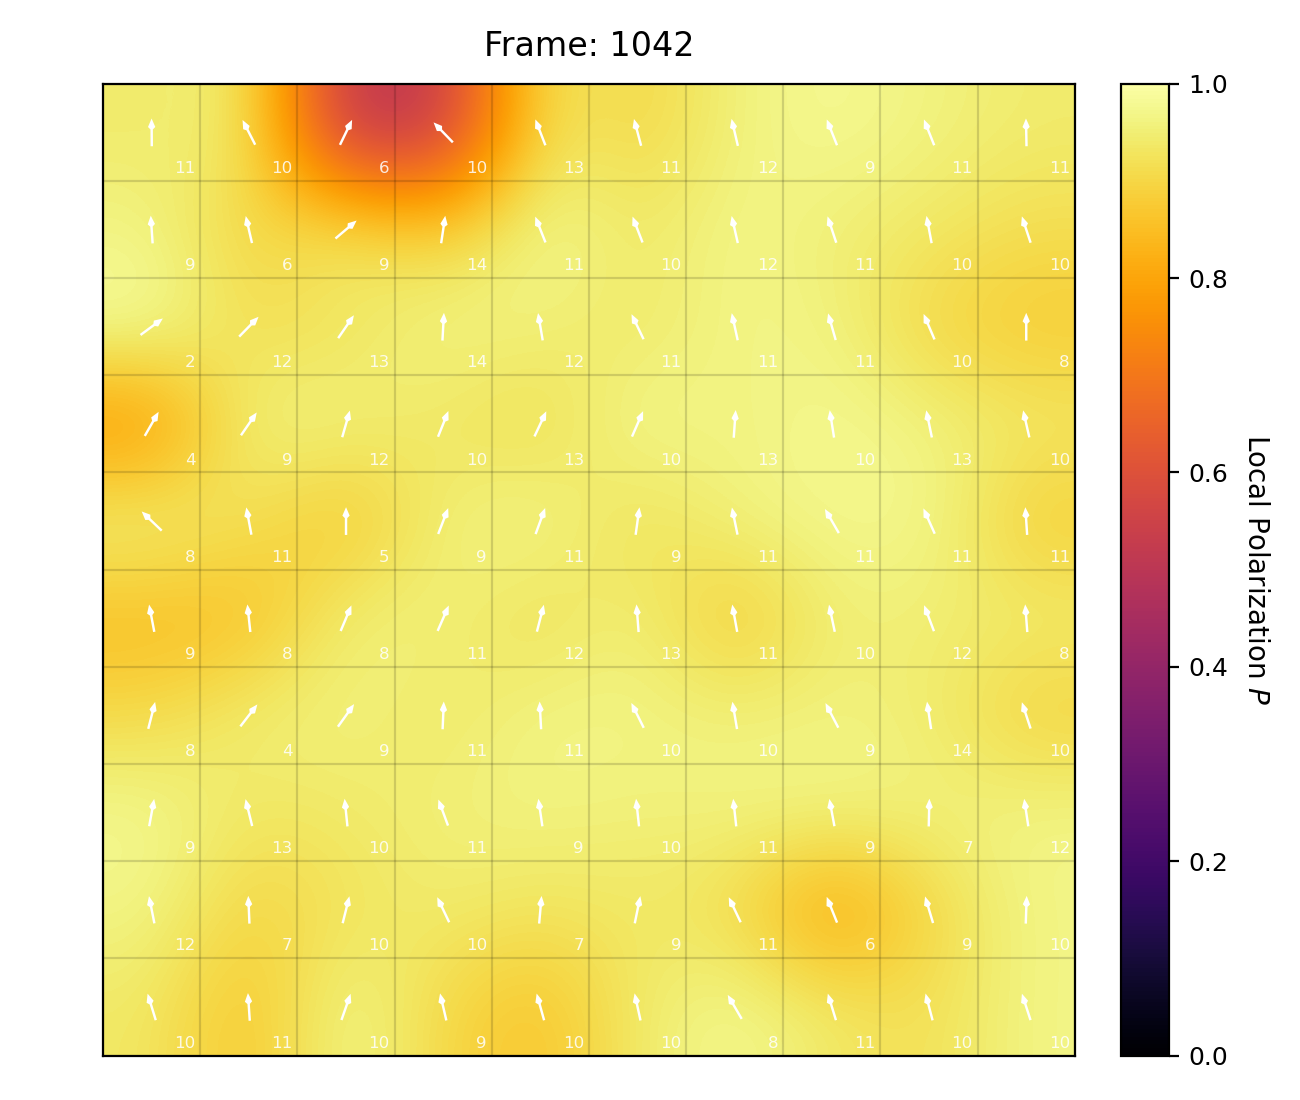 Frame: 1042
11 10 6 10 13 11 12 9 11 11
9 6 9 14 11 10 12 11 10 10
2 12 13 14 12 11 11 11 10 8
4 9 12 10 13 10 13 10 13 10
8 11 5 9 11 9 11 11 11 11
9 8 8 11 12 13 11 10 12 8
8 4 9 11 11 10 10 9 14 10
9 13 10 11 9 10 11 9 7 12
12 7 10 10 7 9 11 6 9 10
10 11 10 9 10 10 8 11 10 10
1.0
0.8
0.6
0.4
0.2
0.0
Local Polarization P